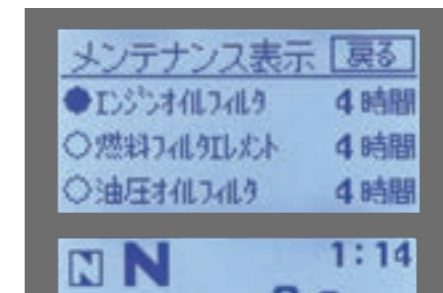 メンテナンス表示 戻る
●エンジンオイルフィルタ 4時間
○燃料フィルタエレメント 4時間
○油圧オイルフィルタ 4時間
N N 1:14